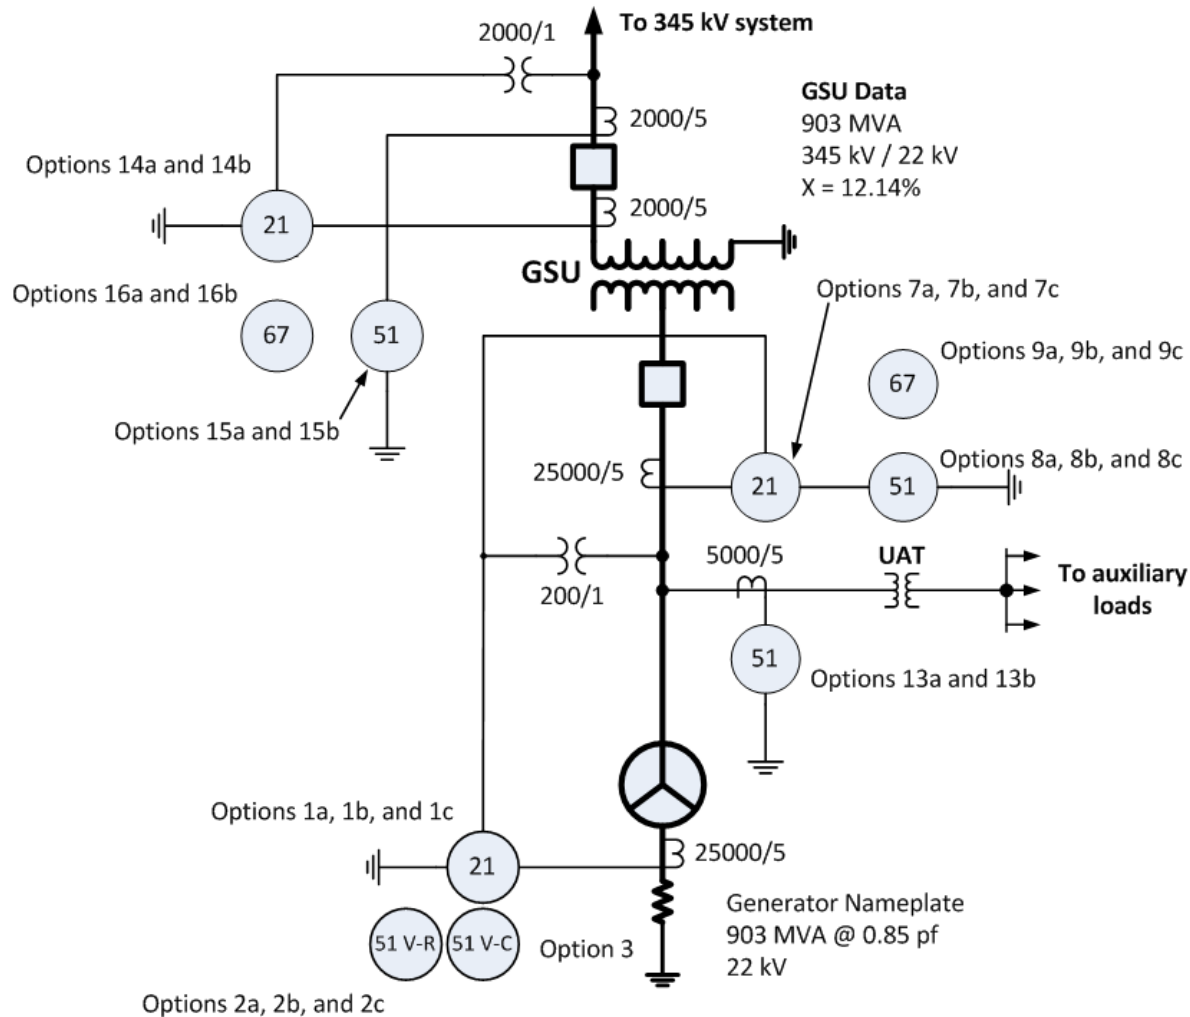 To 345 kV system
2000/1
GSU Data
903 MVA
345 kV / 22 kV
X = 12.14%
2000/5
Options 14a and 14b
21
2000/5
GSU
Options 16a and 16b
67
51
Options 7a, 7b, and 7c
Options 9a, 9b, and 9c
67
Options 15a and 15b
Options 8a, 8b, and 8c
25000/5
21
51
5000/5
UAT
200/1
To auxiliary
loads
51
Options 13a and 13b
Options 1a, 1b, and 1c
21
25000/5
Generator Nameplate
903 MVA @ 0.85 pf
22 kV
51 V-R
51 V-C
Option 3
Options 2a, 2b, and 2c